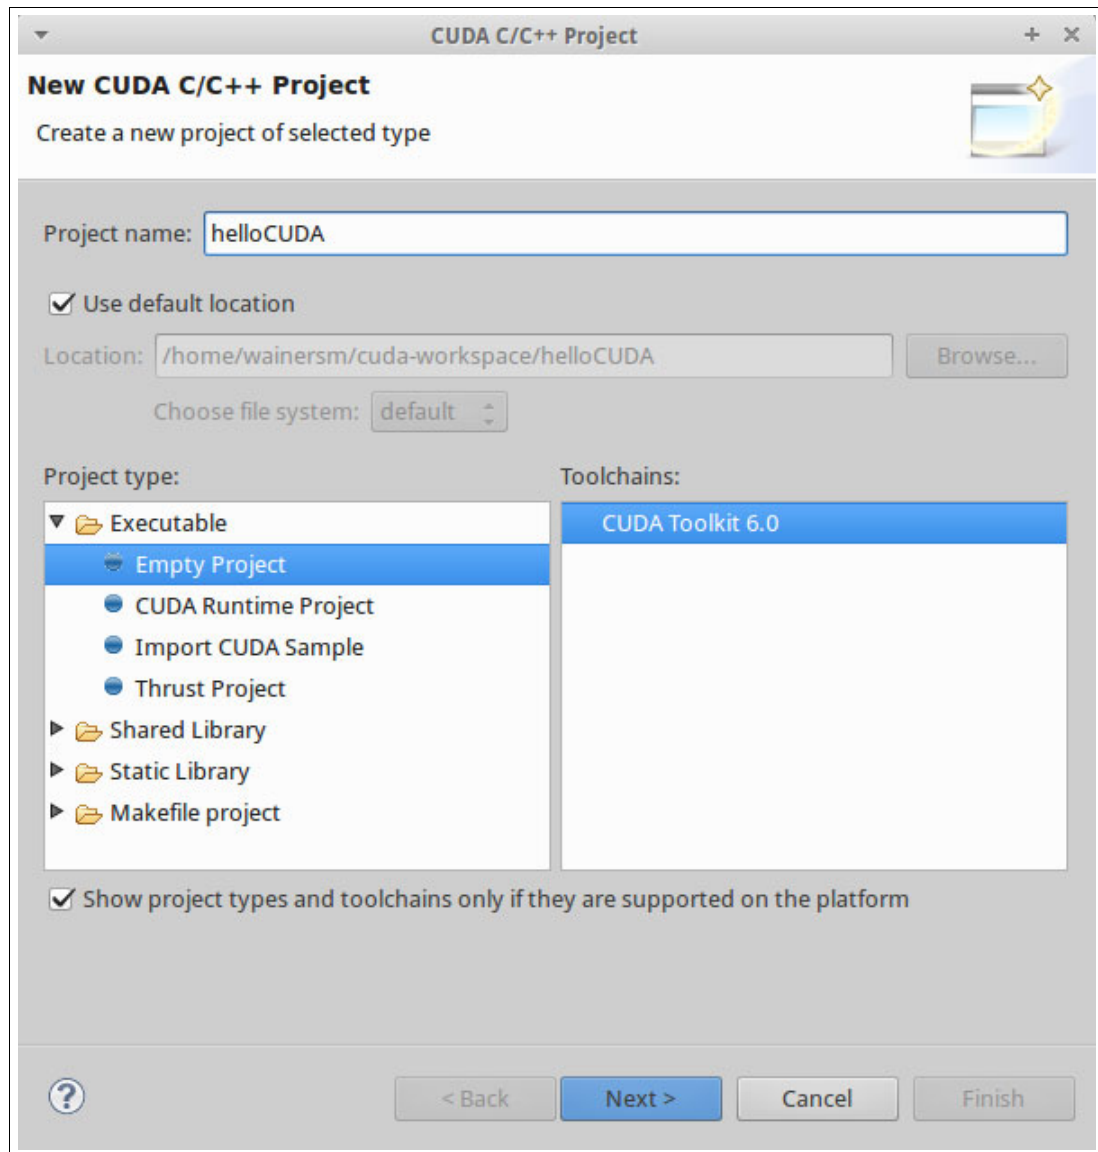 CUDA C/C++ Project
New CUDA C/C++ Project
Create a new project of selected type
Project name: helloCUDA
Use default location
Location: /home/wainersm/cuda-workspace/helloCUDA Browse...
Choose file system: default
Project type: Toolchains:
Executable CUDA Toolkit 6.0
Empty Project
CUDA Runtime Project
Import CUDA Sample
Thrust Project
Shared Library
Static Library
Makefile project
Show project types and toolchains only if they are supported on the platform
? < Back Next > Cancel Finish